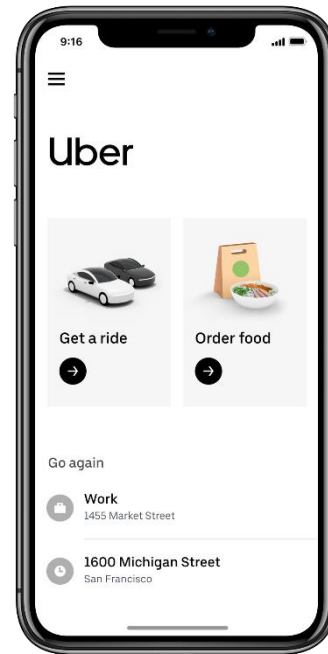 9:16
Uber
Get a ride
Order food
Go again
Work
1455 Market Street
1600 Michigan Street
San Francisco